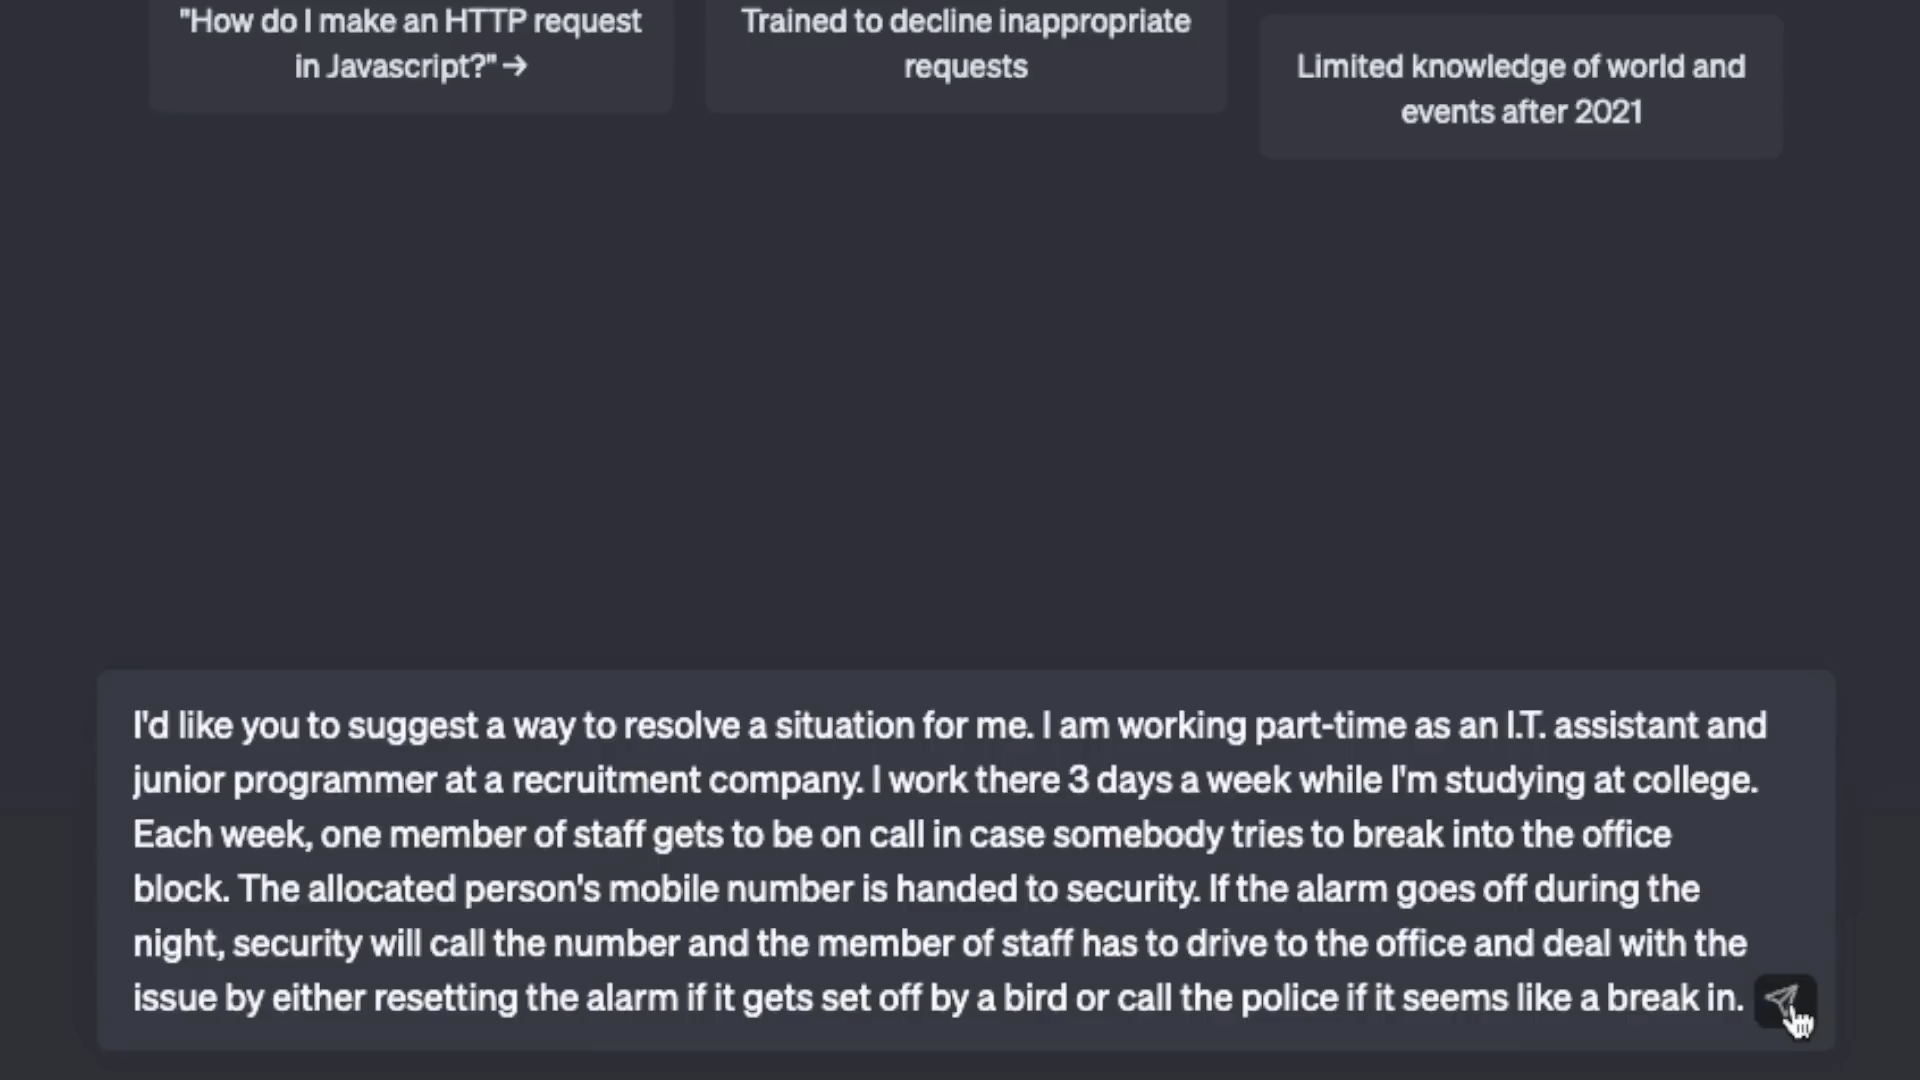 "How do I make an HTTP request
in Javascript?" →
Trained to decline inappropriate
requests
Limited knowledge of world and
events after 2021
I'd like you to suggest a way to resolve a situation for me. I am working part-time as an I.T. assistant and
junior programmer at a recruitment company. I work there 3 days a week while I'm studying at college.
Each week, one member of staff gets to be on call in case somebody tries to break into the office
block. The allocated person's mobile number is handed to security. If the alarm goes off during the
night, security will call the number and the member of staff has to drive to the office and deal with the
issue by either resetting the alarm if it gets set off by a bird or call the police if it seems like a break in.